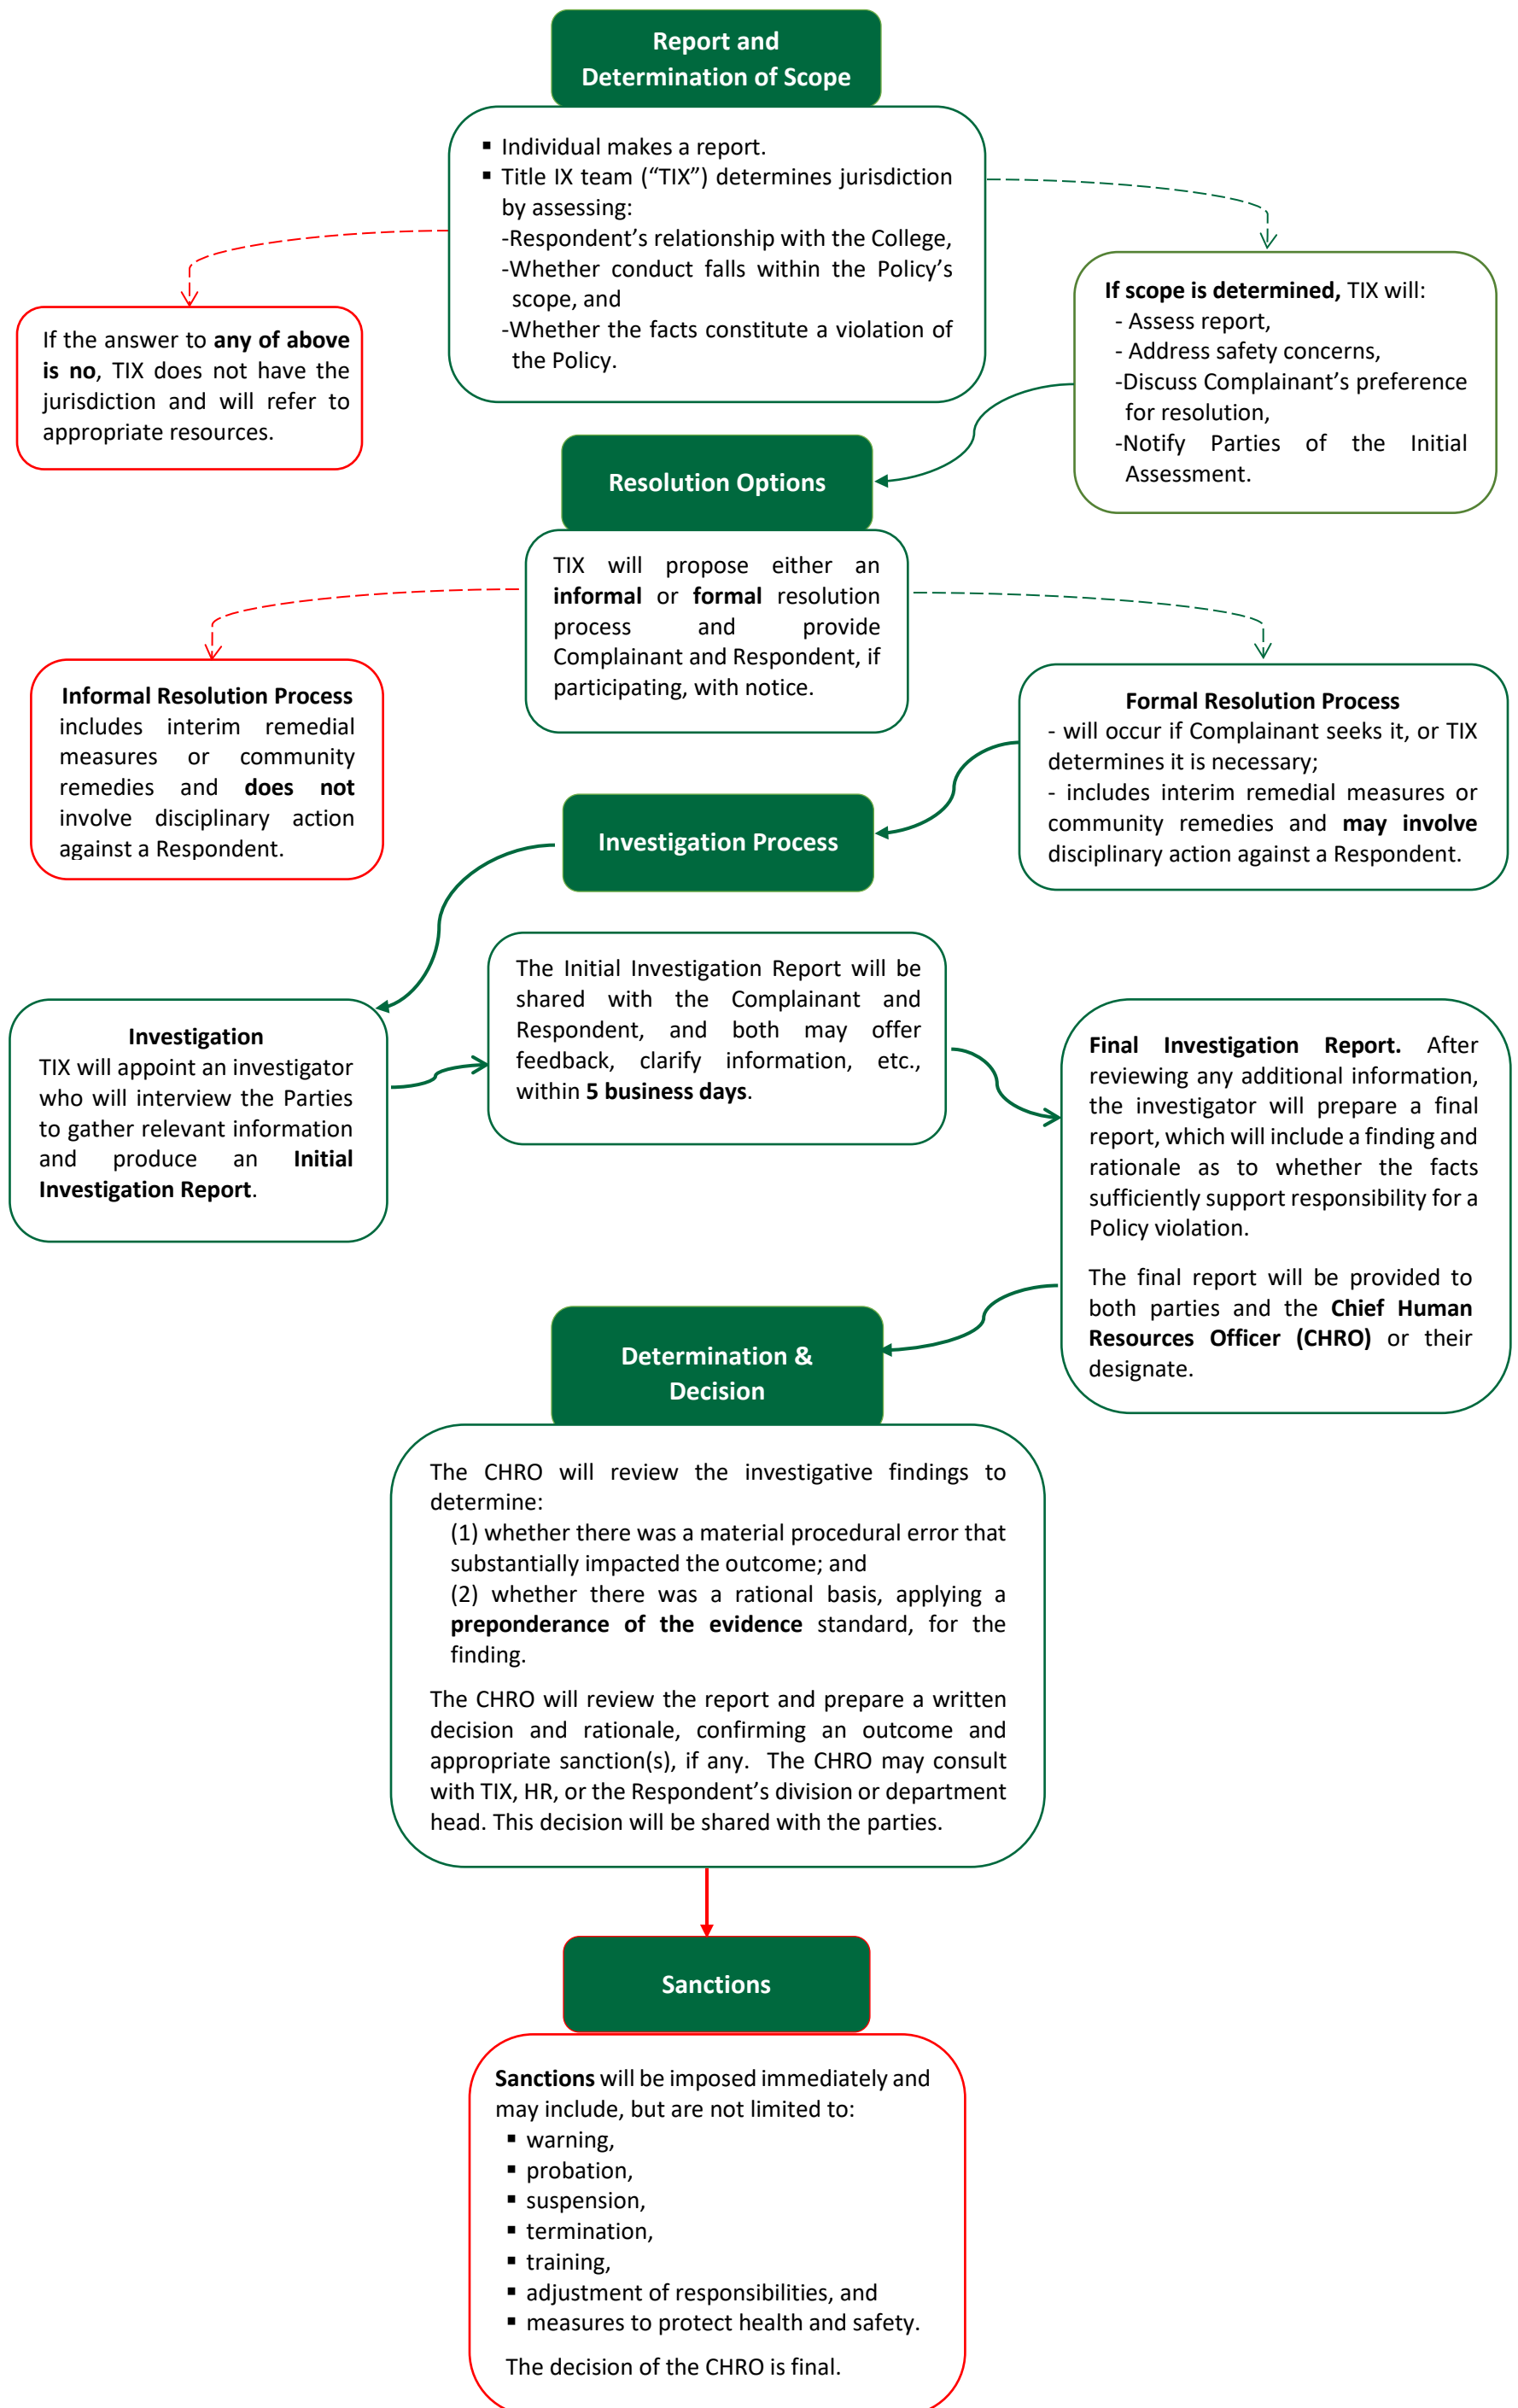 Report and
Determination of Scope
▪ Individual makes a report.
▪ Title IX team (“TIX”) determines jurisdiction
by assessing:
-Respondent’s relationship with the College,
-Whether conduct falls within the Policy’s
scope, and
-Whether the facts constitute a violation of
the Policy.
If the answer to any of above
is no, TIX does not have the
jurisdiction and will refer to
appropriate resources.
If scope is determined, TIX will:
- Assess report,
- Address safety concerns,
-Discuss Complainant’s preference
for resolution,
-Notify Parties of the Initial
Assessment.
Resolution Options
TIX will propose either an
informal or formal resolution
process and provide
Complainant and Respondent, if
participating, with notice.
Informal Resolution Process
includes interim remedial
measures or community
remedies and does not
involve disciplinary action
against a Respondent.
Formal Resolution Process
- will occur if Complainant seeks it, or TIX
determines it is necessary;
- includes interim remedial measures or
community remedies and may involve
disciplinary action against a Respondent.
Investigation Process
Investigation
TIX will appoint an investigator
who will interview the Parties
to gather relevant information
and produce an Initial
Investigation Report.
The Initial Investigation Report will be
shared with the Complainant and
Respondent, and both may offer
feedback, clarify information, etc.,
within 5 business days.
Final Investigation Report. After
reviewing any additional information,
the investigator will prepare a final
report, which will include a finding and
rationale as to whether the facts
sufficiently support responsibility for a
Policy violation.
The final report will be provided to
both parties and the Chief Human
Resources Officer (CHRO) or their
designate.
Determination &
Decision
The CHRO will review the investigative findings to
determine:
(1) whether there was a material procedural error that
substantially impacted the outcome; and
(2) whether there was a rational basis, applying a
preponderance of the evidence standard, for the
finding.
The CHRO will review the report and prepare a written
decision and rationale, confirming an outcome and
appropriate sanction(s), if any. The CHRO may consult
with TIX, HR, or the Respondent’s division or department
head. This decision will be shared with the parties.
Sanctions
Sanctions will be imposed immediately and
may include, but are not limited to:
▪ warning,
▪ probation,
▪ suspension,
▪ termination,
▪ training,
▪ adjustment of responsibilities, and
▪ measures to protect health and safety.
The decision of the CHRO is final.